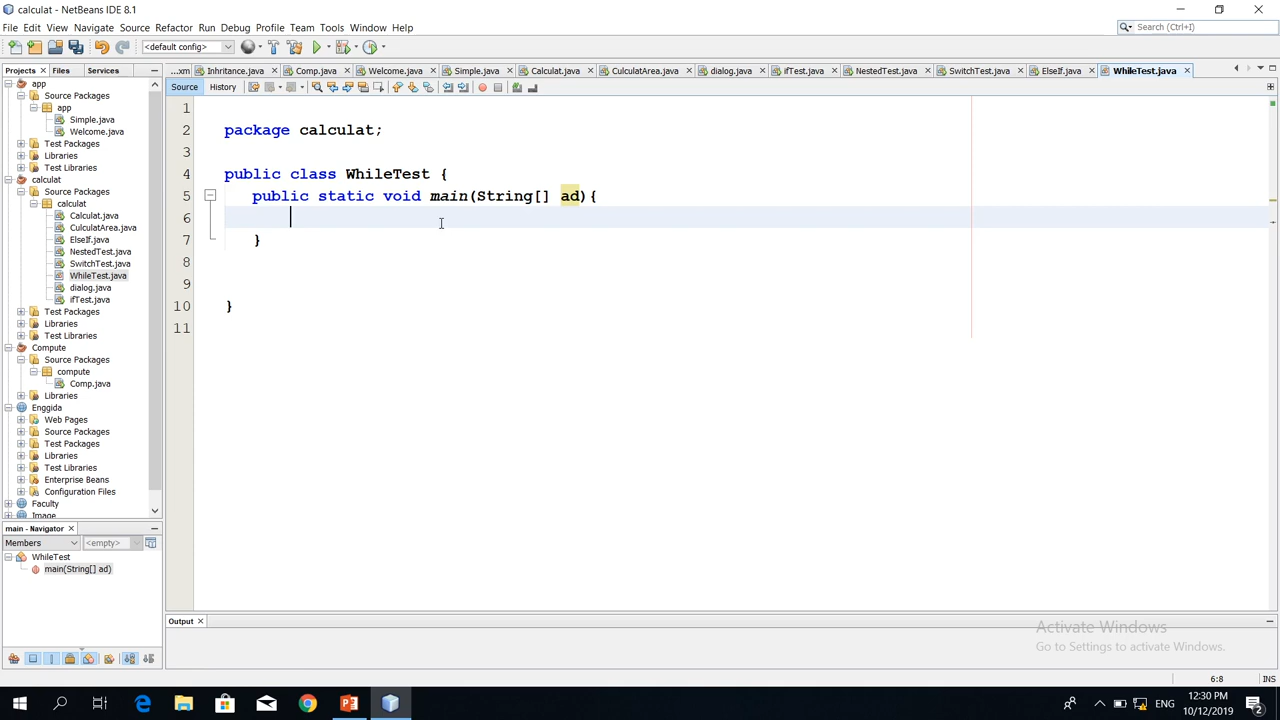 calculat - NetBeans IDE 8.1
File Edit View Navigate Source Refactor Run Debug Profile Team Tools Window Help
Search (Ctrl+I)
<default config>
Projects Files Services
...xm Inhritance.java Comp.java Welcome.java Simple.java Calculat.java CulculatArea.java ifTest.java NestedTest.java SwitchTest.java ElseIf.java WhileTest.java
Source History
app
Source Packages
app
Simple.java
Welcome.java
Test Packages
Libraries
Test Libraries
calculat
Source Packages
calculat
Calculat.java
CulculatArea.java
ElseIf.java
NestedTest.java
SwitchTest.java
WhileTest.java
dialog.java
ifTest.java
Test Packages
Libraries
Test Libraries
Compute
Source Packages
compute
Comp.java
Libraries
Enggida
Web Pages
Source Packages
Test Packages
Libraries
Test Libraries
Enterprise Beans
Configuration Files
Faculty
Image
1
2 package calculat;
3
4 public class WhileTest {
5 public static void main(String[] ad){
6
7 }
8
9
10 }
11
main - Navigator
Members <empty>
WhileTest
main(String[] ad)
Output
Activate Windows
Go to Settings to activate Windows.
6:8 INS
ENG
12:30 PM
10/12/2019
2